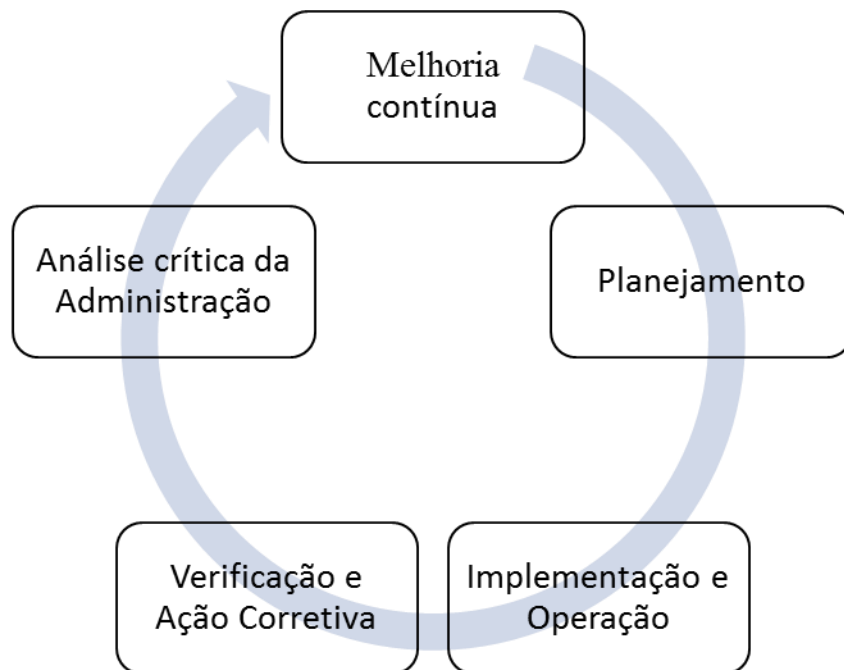 Melhoria
contínua
Planejamento
Implementação e
Operação
Verificação e
Ação Corretiva
Análise crítica da
Administração